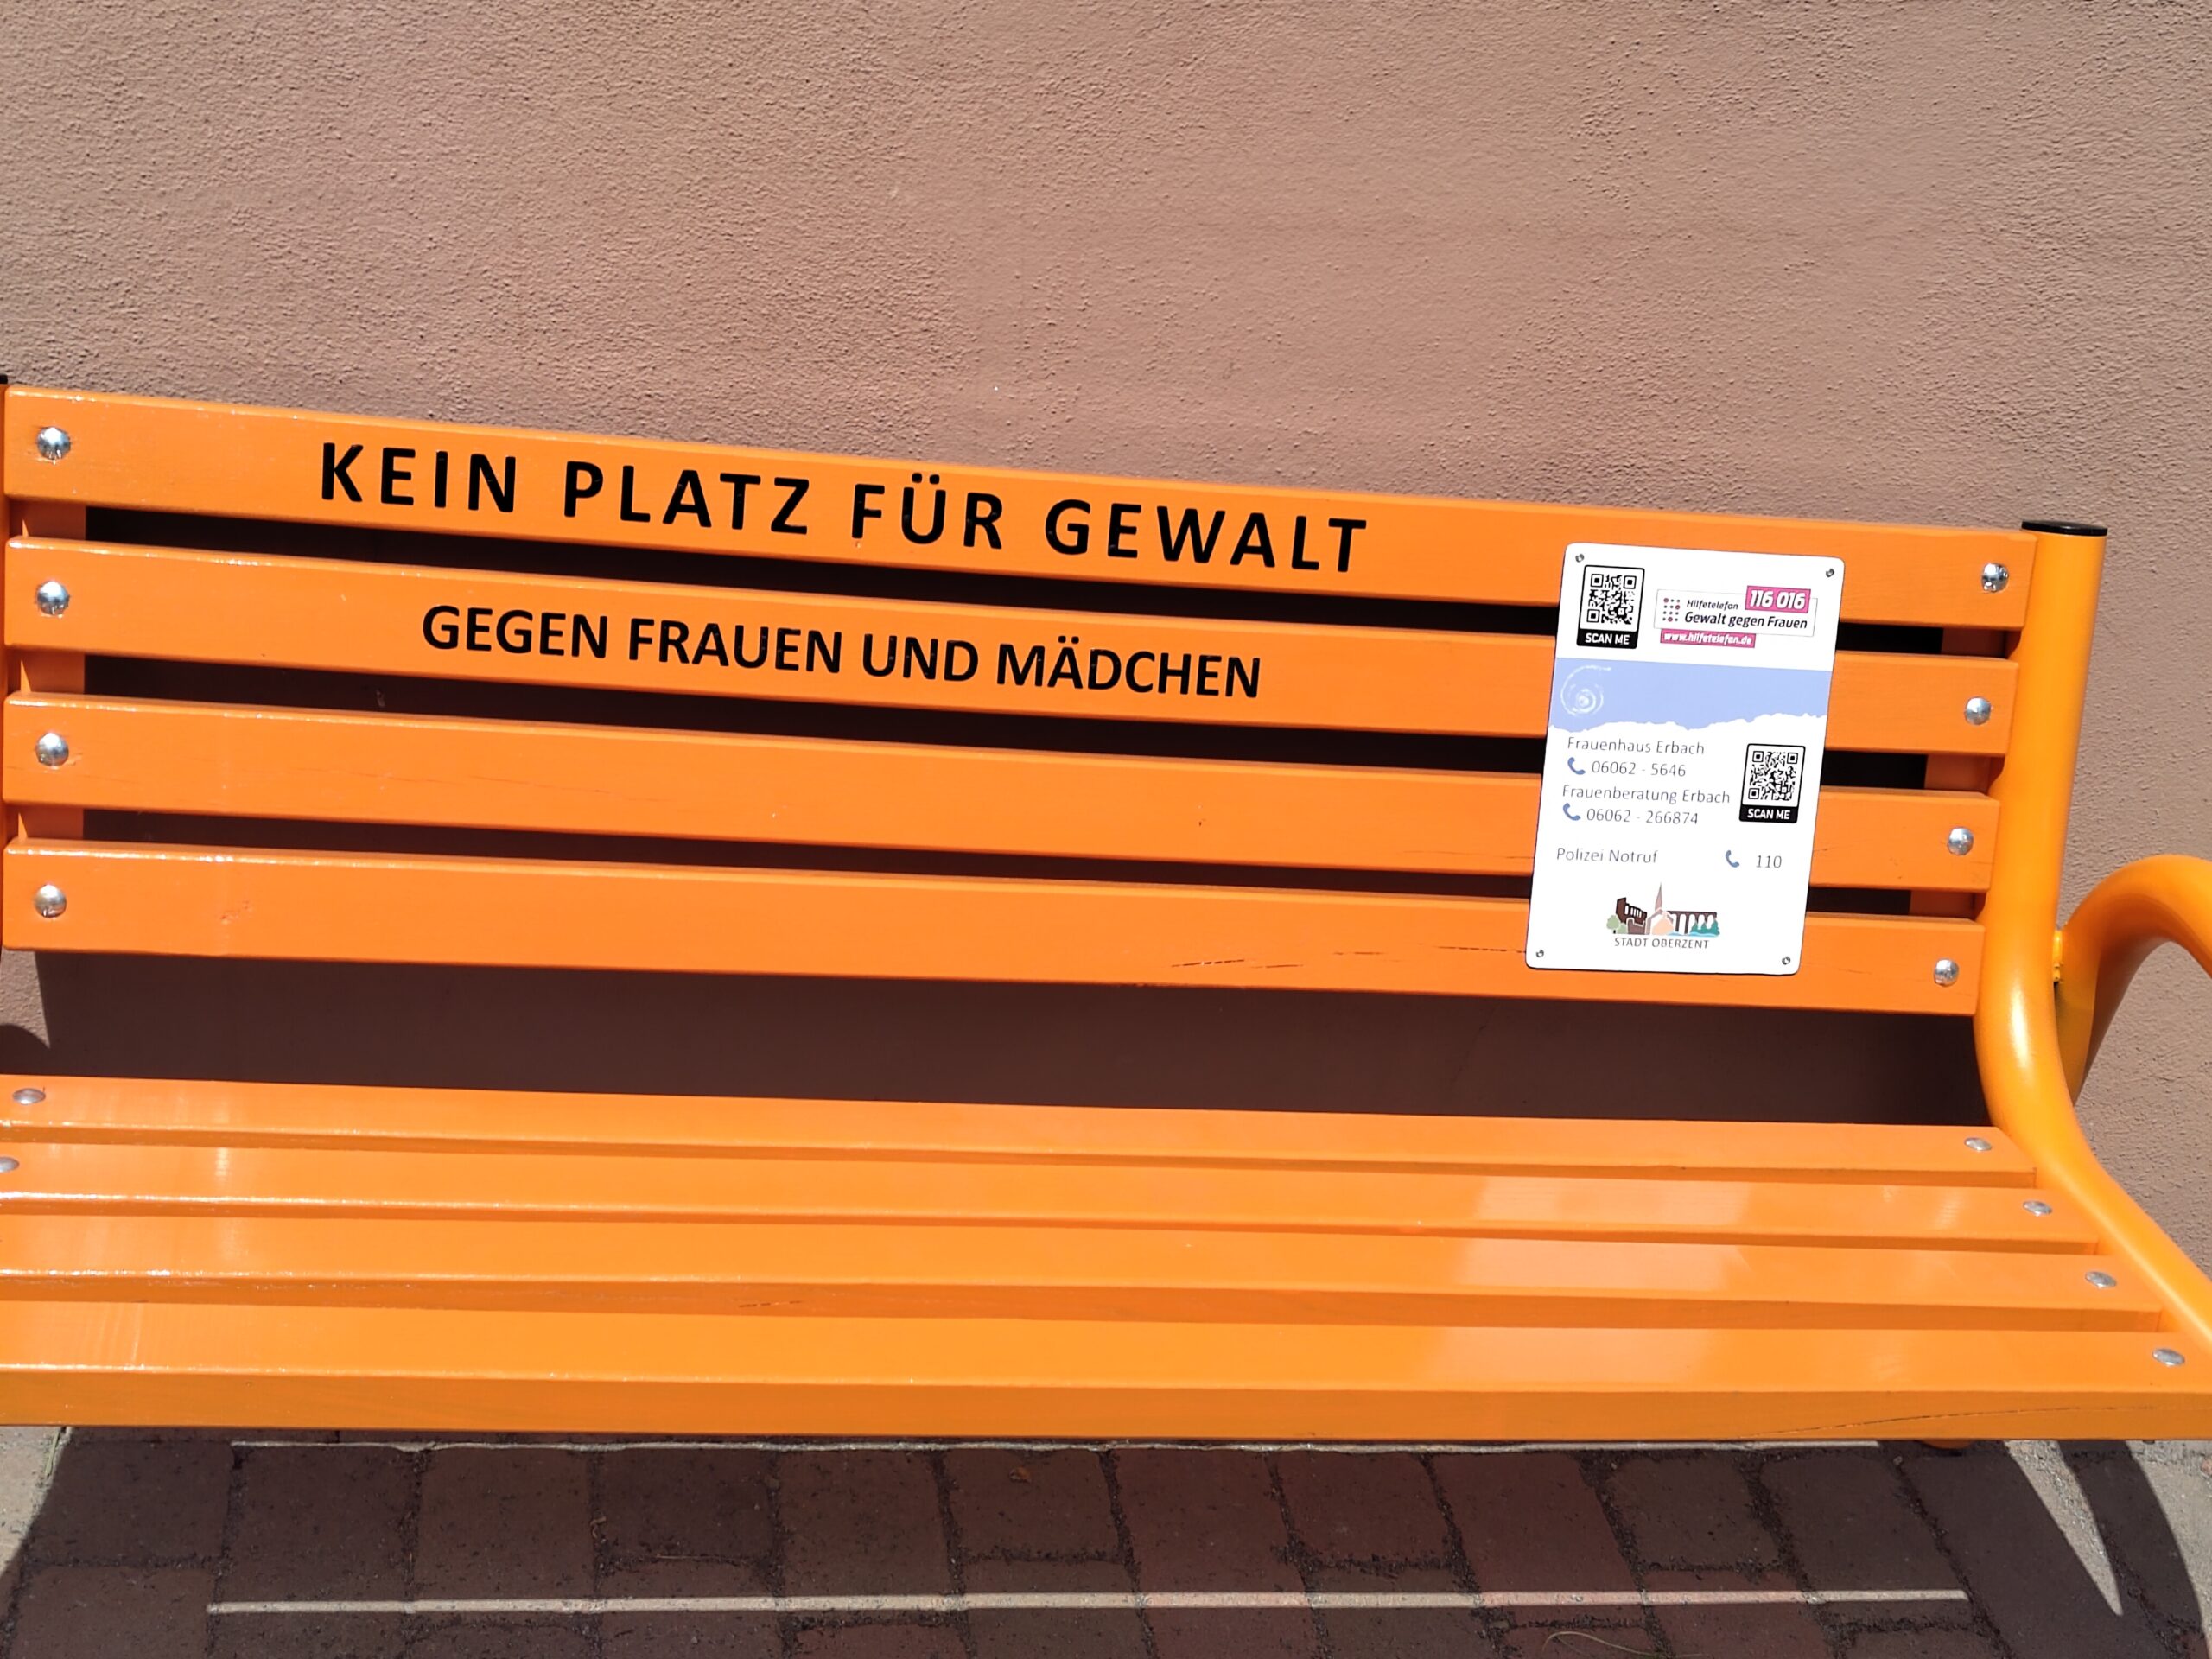 KEIN PLATZ FÜR GEWALT
GEGEN FRAUEN UND MÄDCHEN
SCAN ME
Hilfetelefon 116 016
Gewalt gegen Frauen
www.hilfetelefon.de
Frauenhaus Erbach
06062 - 5646
Frauenberatung Erbach
06062 - 266874
SCAN ME
Polizei Notruf 110
STADT OBERZENT